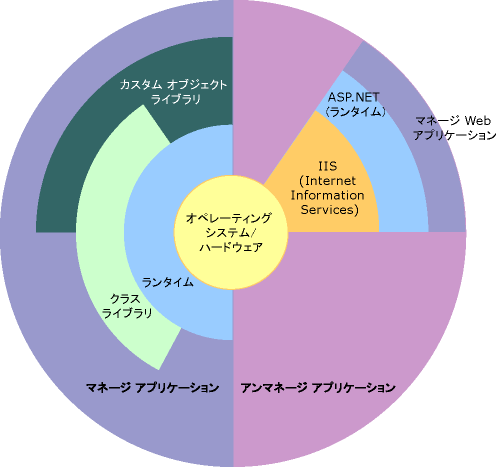 カスタム オブジェクト
ライブラリ
ASP.NET
(ランタイム)
マネージ Web
アプリケーション
IIS
(Internet
Information
Services)
オペレーティング
システム/
ハードウェア
ランタイム
クラス
ライブラリ
マネージ アプリケーション
アンマネージ アプリケーション